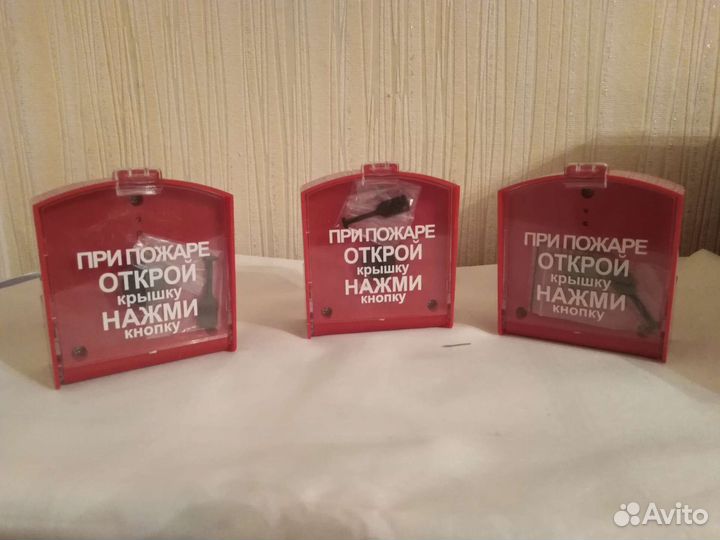 ПРИ ПОЖАРЕ
ОТКРОЙ
крышку
НАЖМИ
кнопку
ПРИ ПОЖАРЕ
ОТКРОЙ
крышку
НАЖМИ
кнопку
ПРИ ПОЖАРЕ
ОТКРОЙ
крышку
НАЖМИ
кнопку
Avito